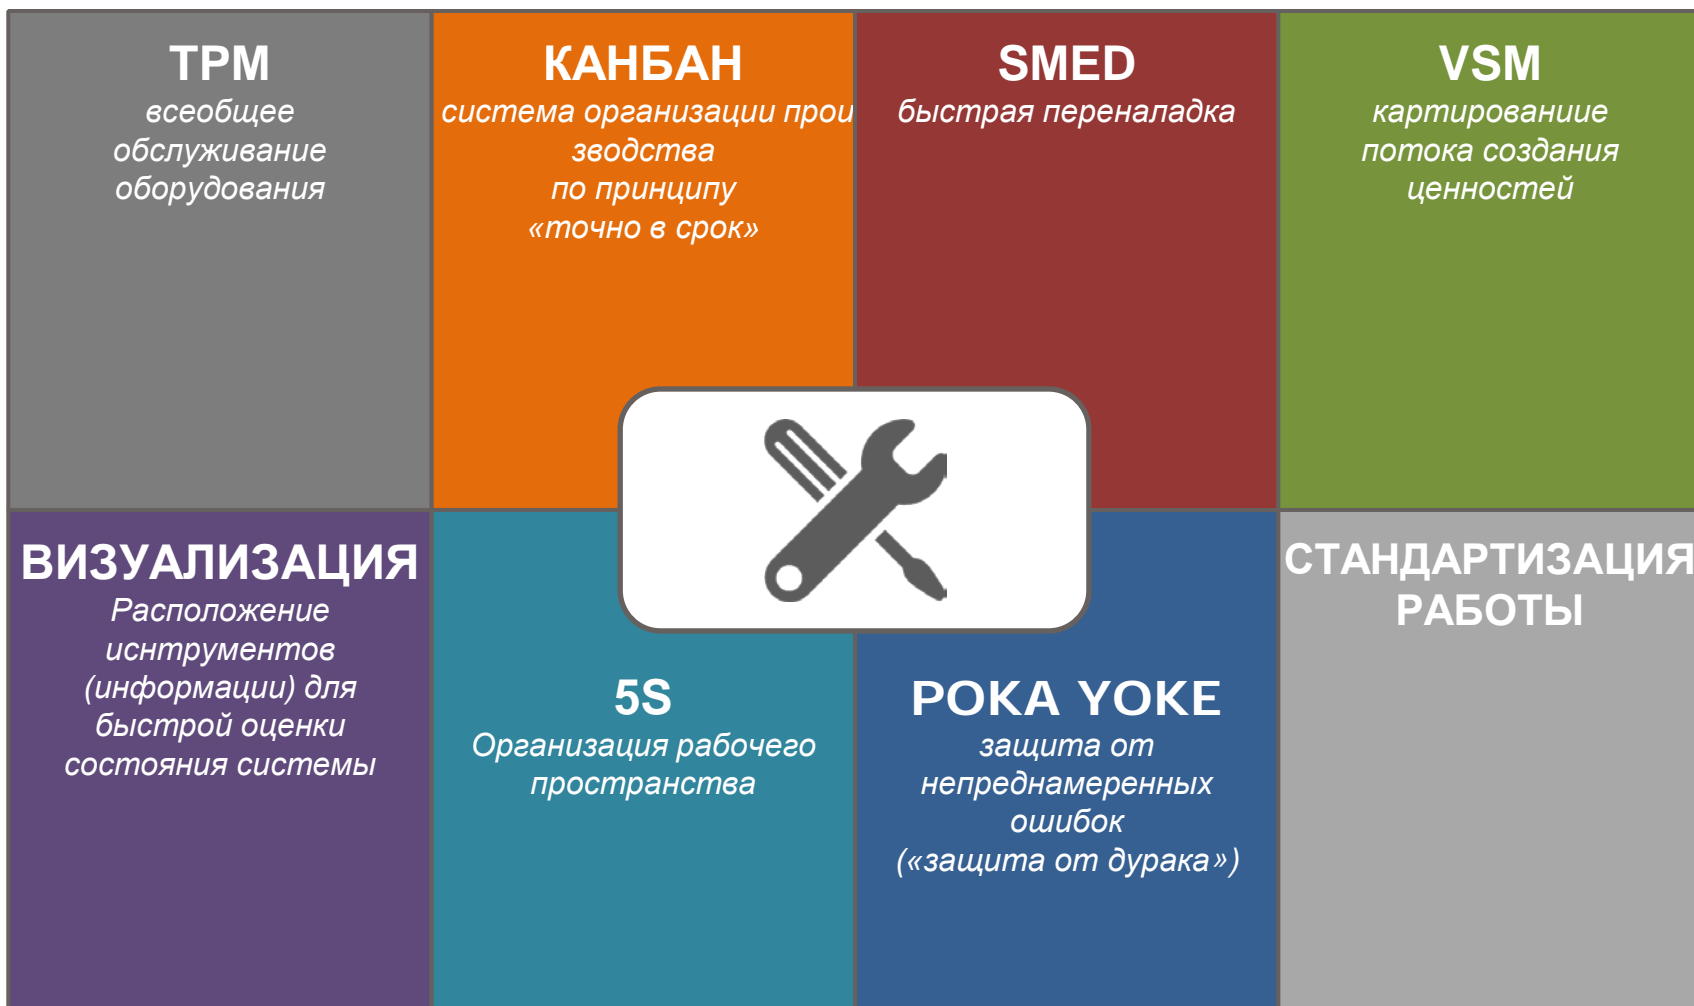 ТРМ
всеобщее
обслуживание
оборудования
КАНБАН
система организации прои
зводства
по принципу
«точно в срок»
SMED
быстрая переналадка
VSM
картированиие
потока создания
ценностей
ВИЗУАЛИЗАЦИЯ
Расположение
иснтрументов
(информации) для
быстрой оценки
состояния системы
5S
Организация рабочего
пространства
POKA YOKE
защита от
непреднамеренных
ошибок
(«защита от дурака»)
СТАНДАРТИЗАЦИЯ
РАБОТЫ